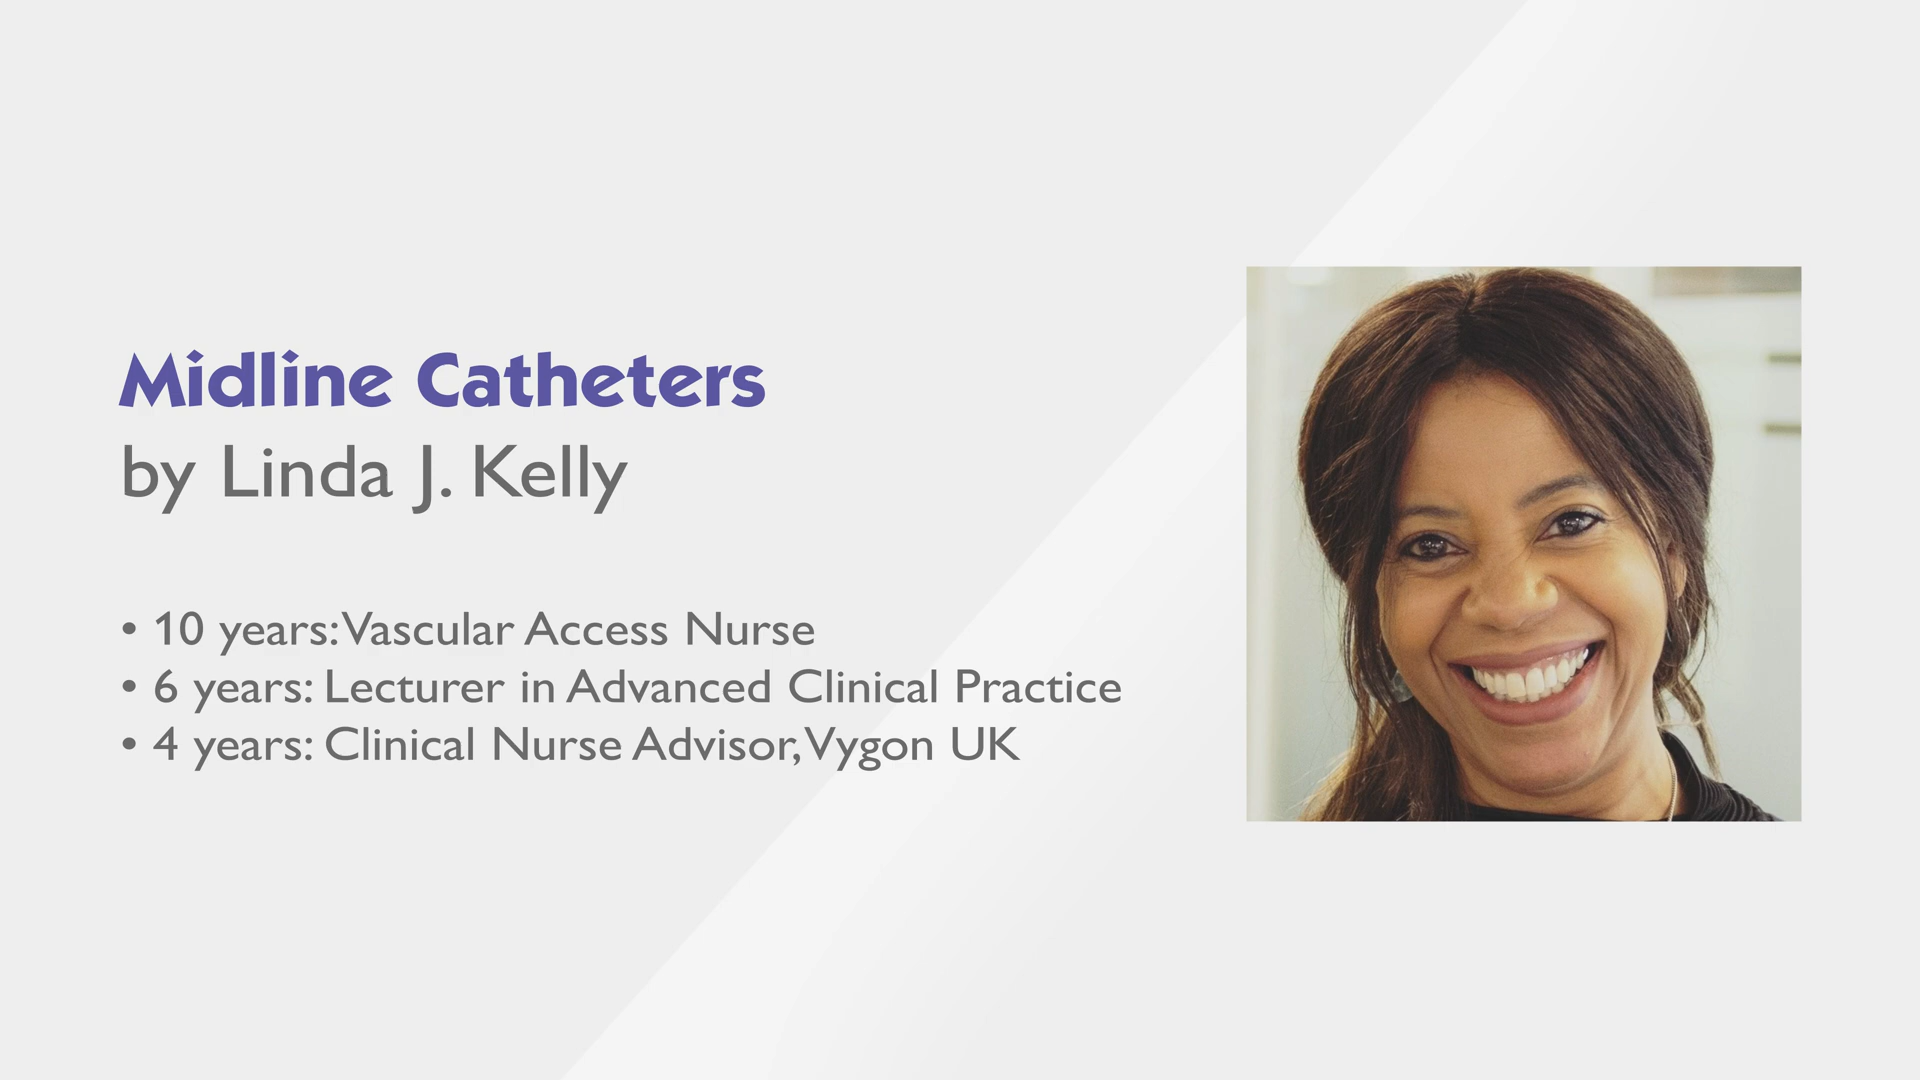 Midline Catheters
by Linda J. Kelly
• 10 years: Vascular Access Nurse
• 6 years: Lecturer in Advanced Clinical Practice
• 4 years: Clinical Nurse Advisor, Vygon UK